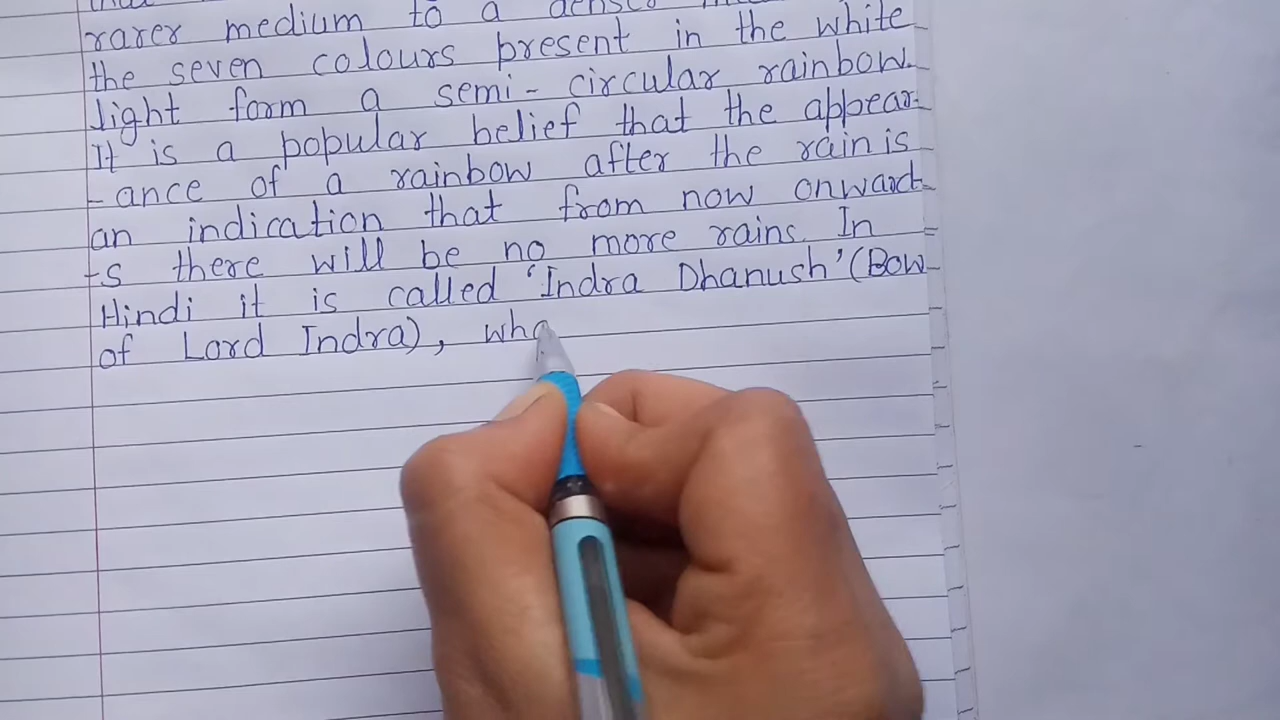 rarer medium to a
the seven colours present in the white
light form a semi- circular rainbow.
It is a popular belief that the appear-
-ance of a rainbow after the rain is
an indication that from now onward-
-s there will be no more rains. In
Hindi it is called 'Indra Dhanush' (Bow
of Lord Indra),